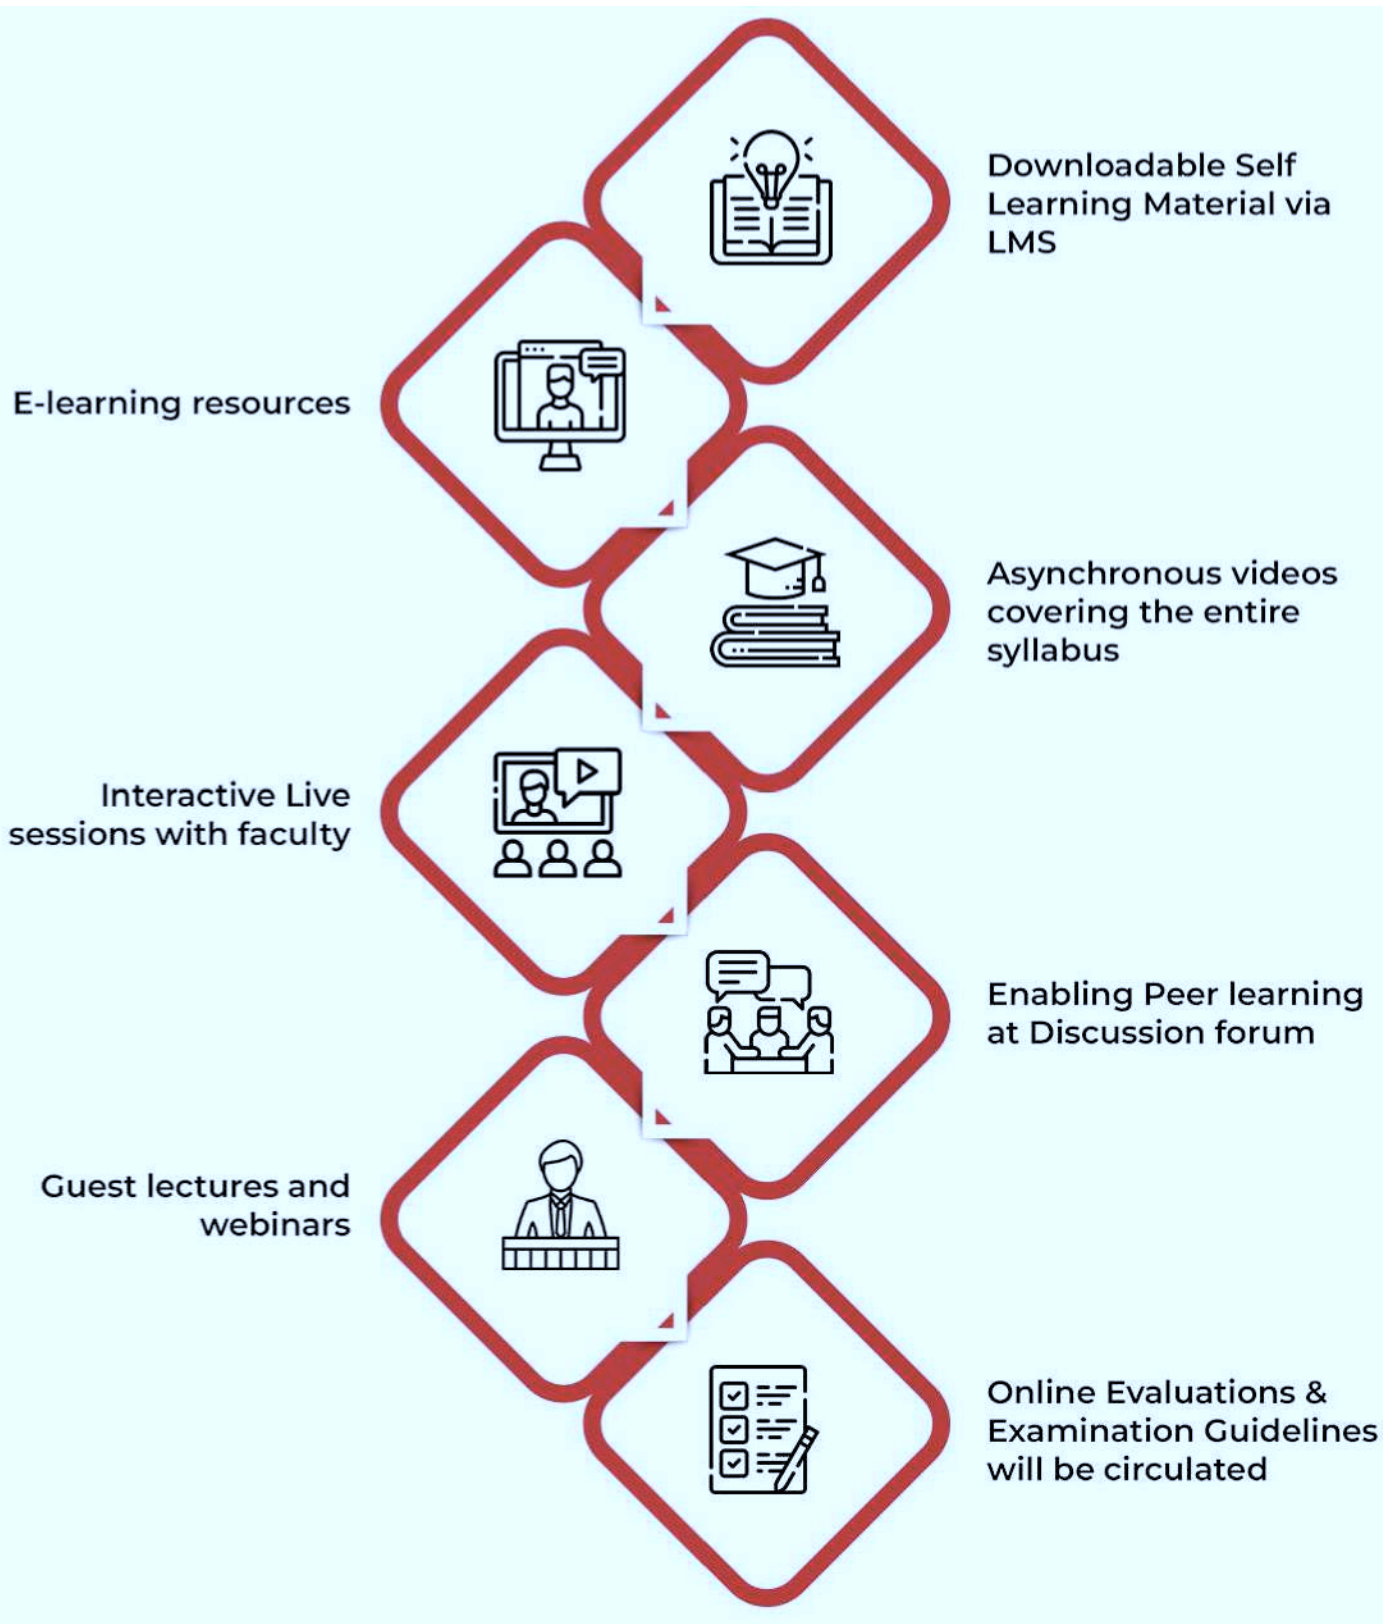 Downloadable Self
Learning Material via
LMS
E-learning resources
Asynchronous videos
covering the entire
syllabus
Interactive Live
sessions with faculty
Enabling Peer learning
at Discussion forum
Guest lectures and
webinars
Online Evaluations &
Examination Guidelines
will be circulated